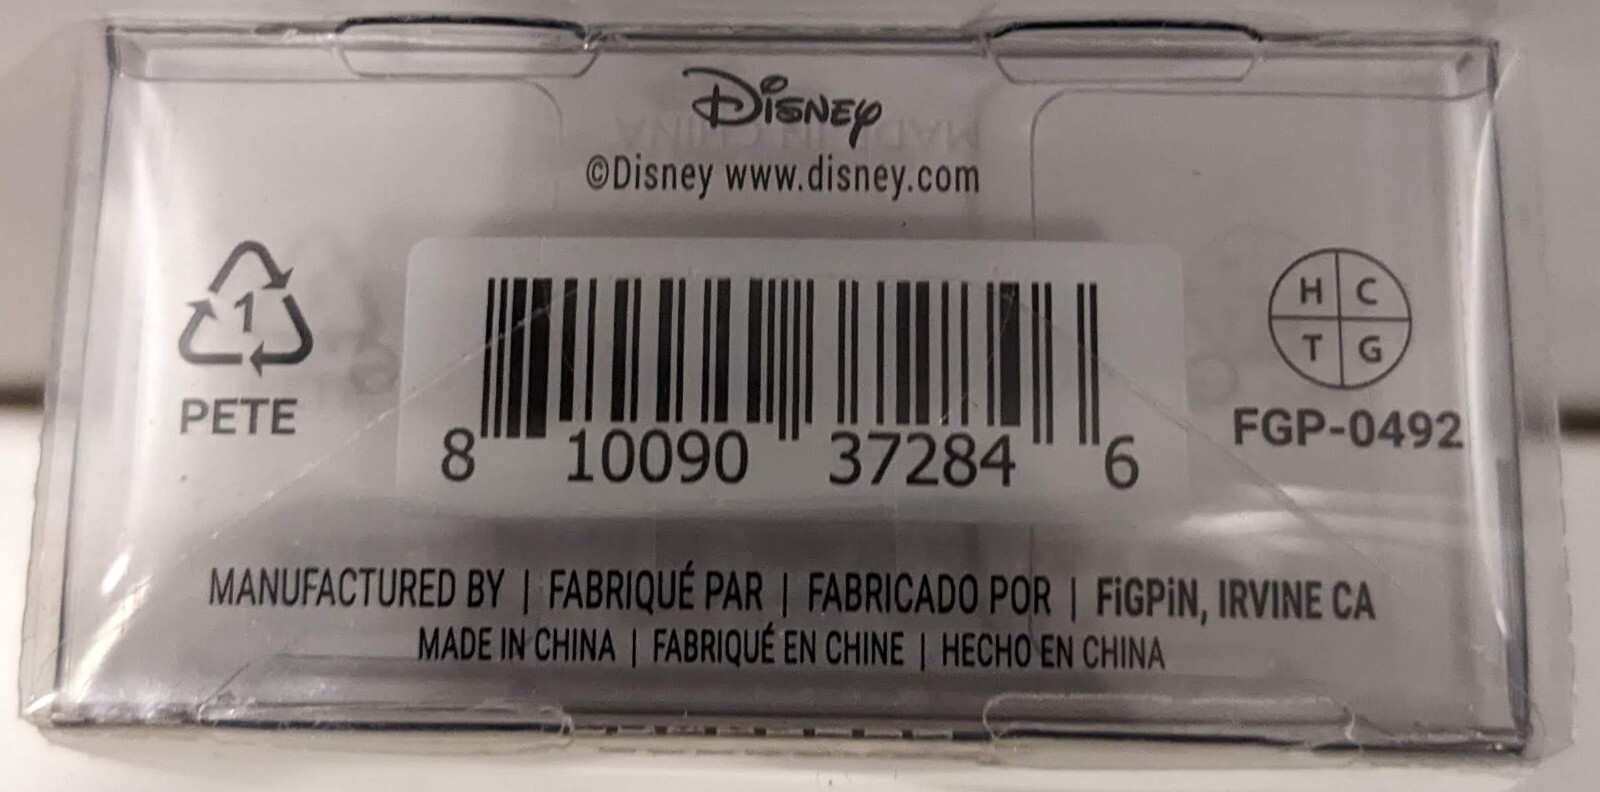 Disney
©Disney www.disney.com
1
PETE
8 10090 37284 6
H C
T G
FGP-0492
MANUFACTURED BY | FABRIQUÉ PAR | FABRICADO POR | FiGPiN, IRVINE CA
MADE IN CHINA | FABRIQUÉ EN CHINE | HECHO EN CHINA